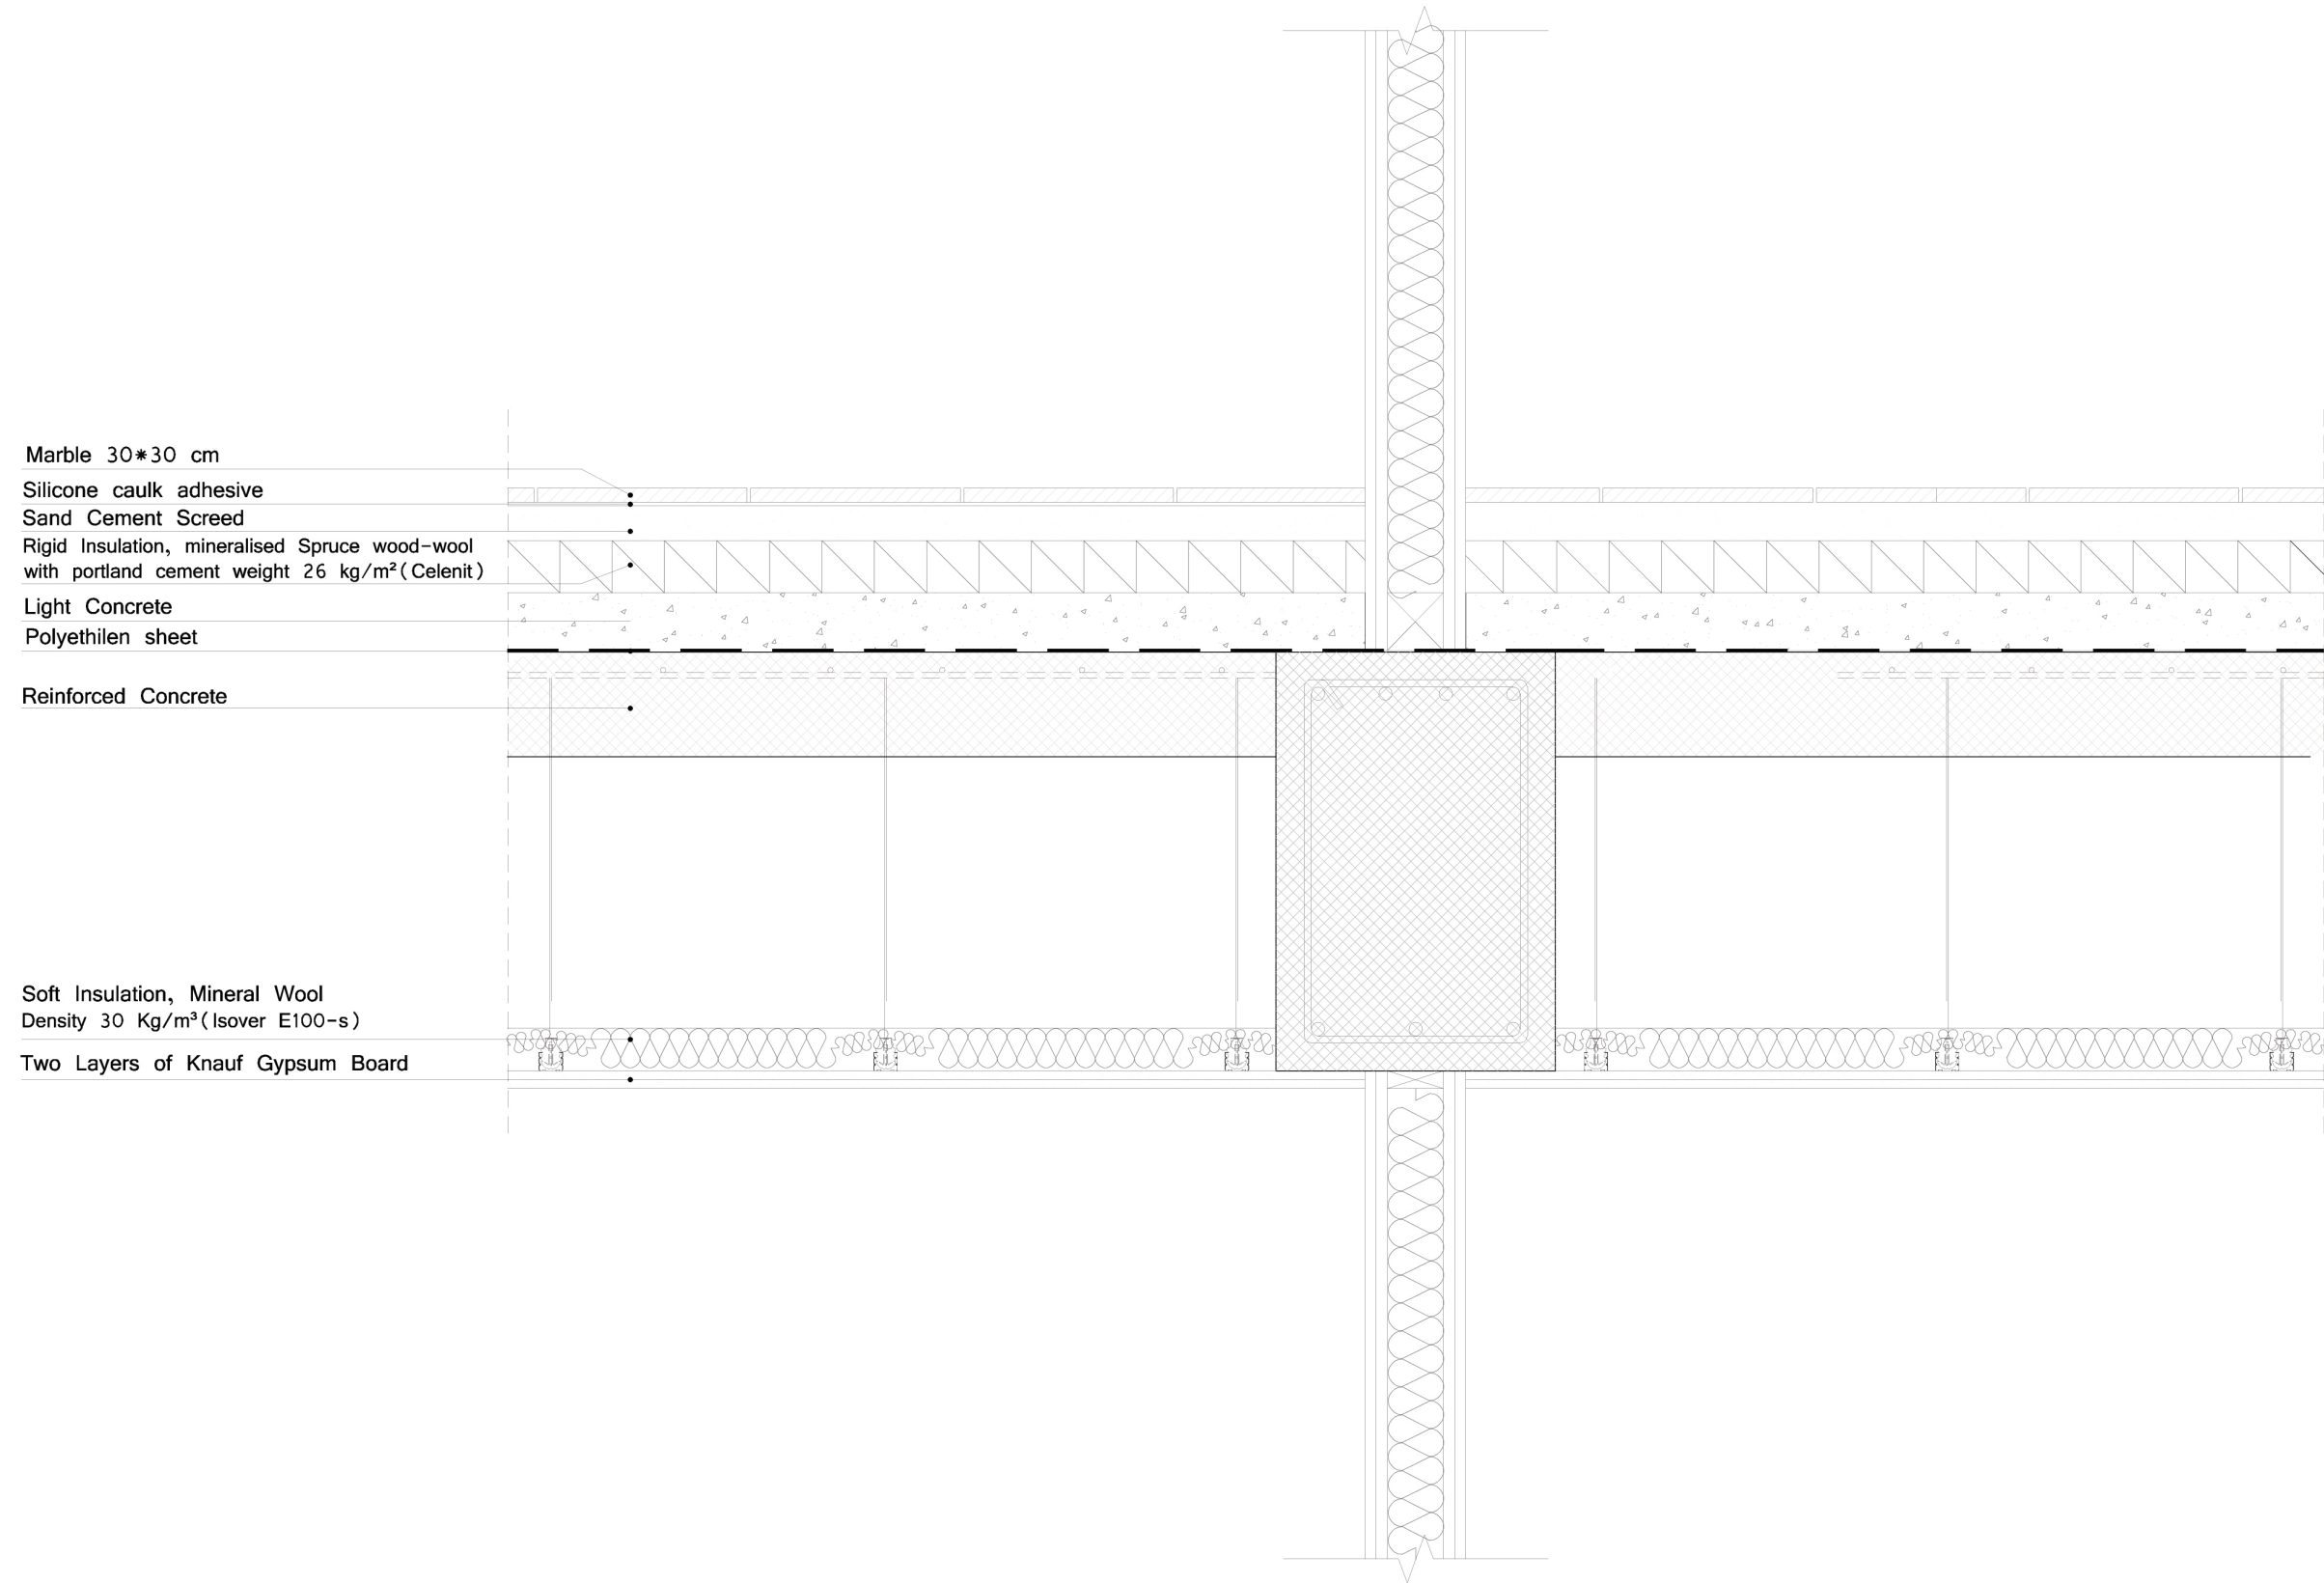 Marble 30*30 cm
Silicone caulk adhesive
Sand Cement Screed
Rigid Insulation, mineralised Spruce wood-wool
with portland cement weight 26 kg/m²(Celenit)
Light Concrete
Polyethilen sheet
Reinforced Concrete
Soft Insulation, Mineral Wool
Density 30 Kg/m³(Isover E100-s)
Two Layers of Knauf Gypsum Board